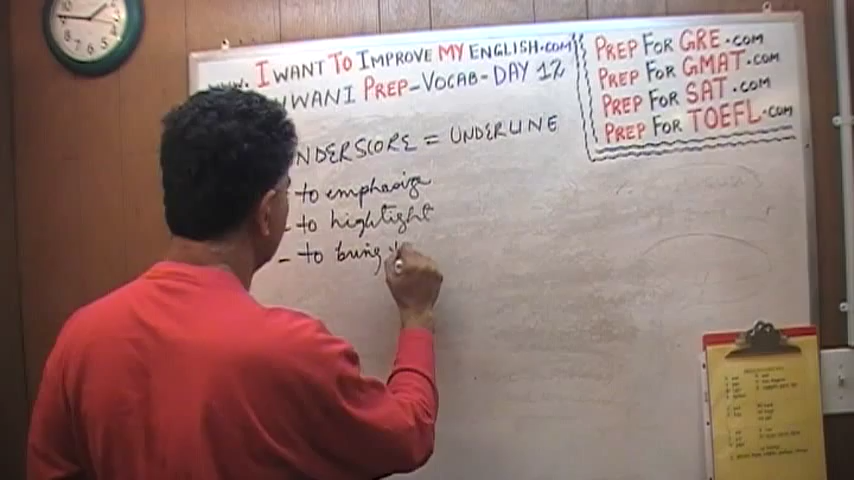 w. I WANT TO IMPROVE MY ENGLISH.COM
WANI PREP-VOCAB-DAY 12
PREP FOR GRE.COM
PREP FOR GMAT.COM
PREP FOR SAT.COM
PREP FOR TOEFL.COM
NDERSCORE = UNDERLINE
- to emphasize
- to highlight
- to bring